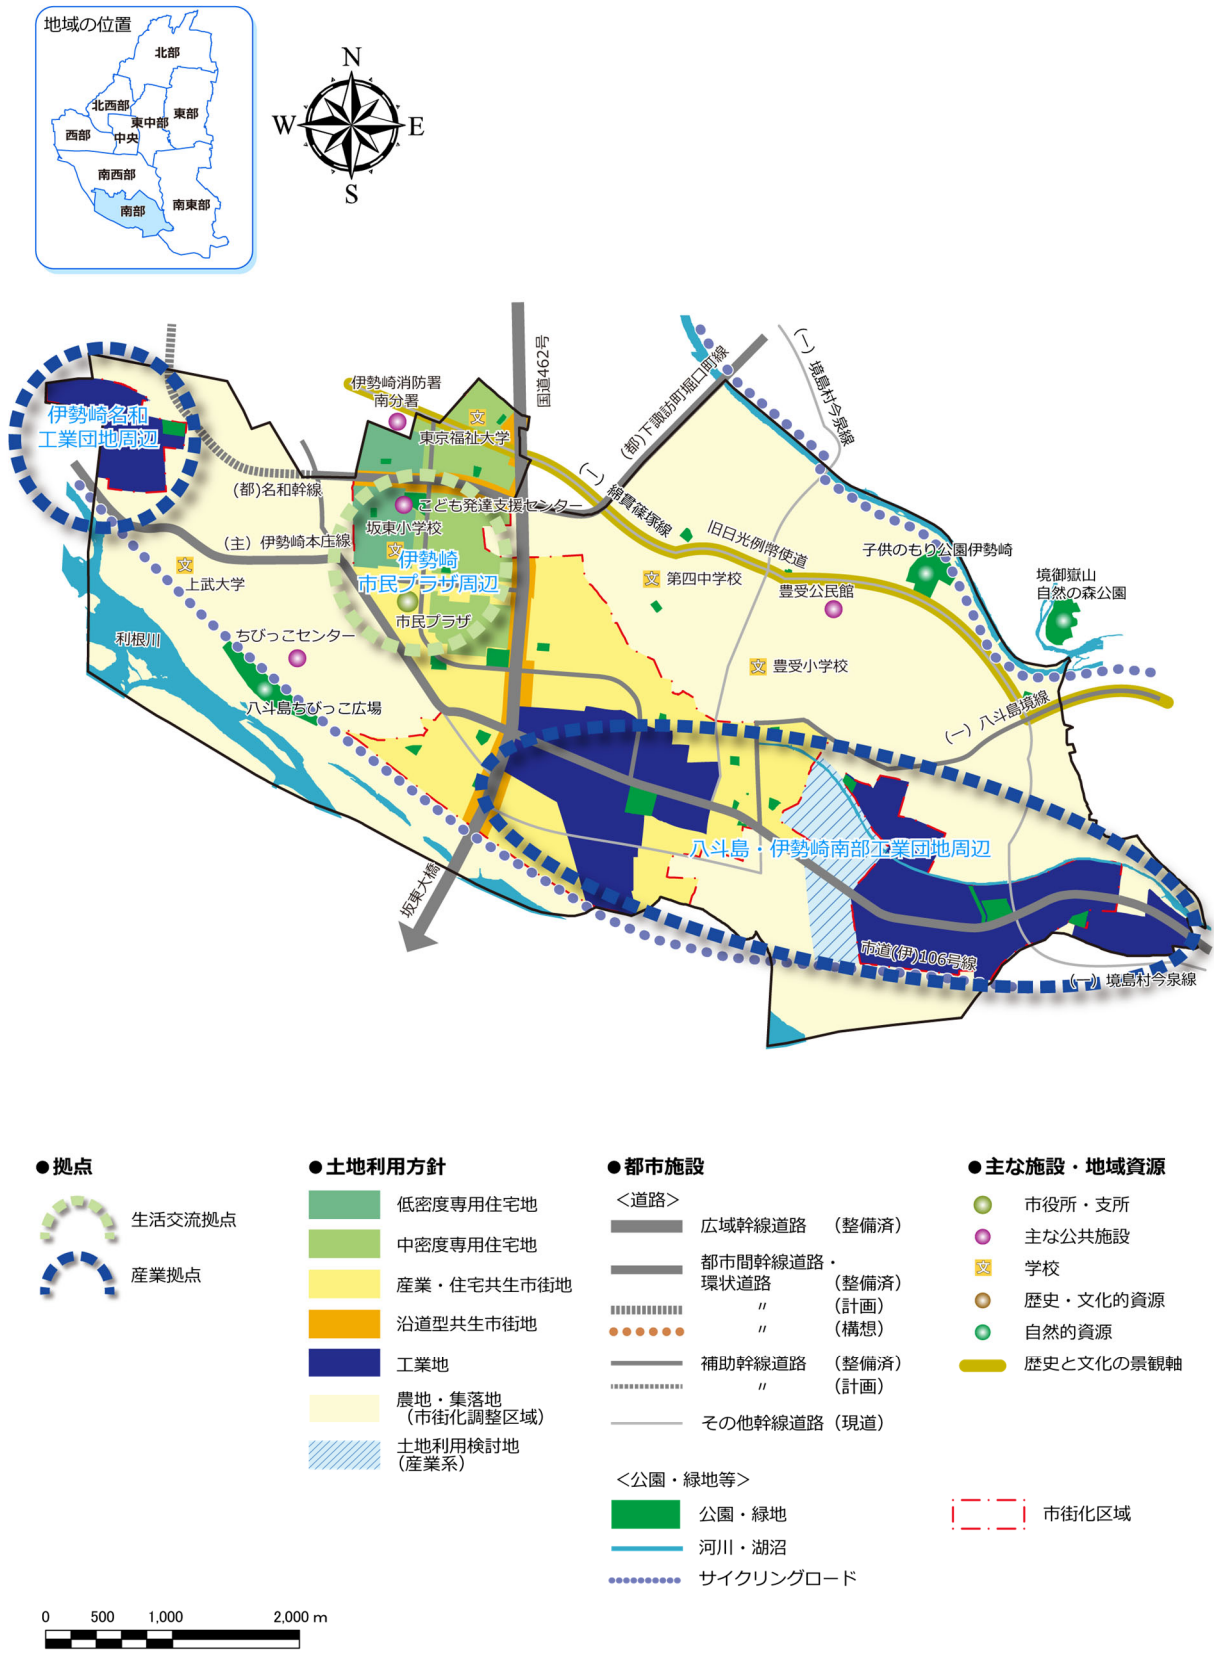 地域の位置
北部
北西部
東中部
東部
西部
中央
南西部
南部
南東部
N
W
E
S
国道462号
(都)下諏訪町堀口町線
(一)境島村今泉線
伊勢崎消防署
南分署
東京福祉大学
伊勢崎名和
工業団地周辺
(都)名和幹線
こども発達支援センター
(一)綿貫篠塚線
坂東小学校
(主)伊勢崎本庄線
旧日光例幣使道
子供のもり公園伊勢崎
伊勢崎
市民プラザ周辺
上武大学
第四中学校
豊受公民館
境御嶽山
自然の森公園
市民プラザ
利根川
ちびっこセンター
豊受小学校
八斗島ちびっこ広場
(一)八斗島境線
八斗島・伊勢崎南部工業団地周辺
坂東大橋
市道(伊)106号線
(一)境島村今泉線
●拠点
生活交流拠点
産業拠点
●土地利用方針
低密度専用住宅地
中密度専用住宅地
産業・住宅共生市街地
沿道型共生市街地
工業地
農地・集落地
（市街化調整区域）
土地利用検討地
（産業系）
●都市施設
＜道路＞
広域幹線道路　（整備済）
都市間幹線道路・
環状道路　（整備済）
〃　（計画）
〃　（構想）
補助幹線道路　（整備済）
〃　（計画）
その他幹線道路（現道）
＜公園・緑地等＞
公園・緑地
河川・湖沼
サイクリングロード
●主な施設・地域資源
市役所・支所
主な公共施設
文 学校
歴史・文化的資源
自然的資源
歴史と文化の景観軸
市街化区域
0 500 1,000 2,000 m